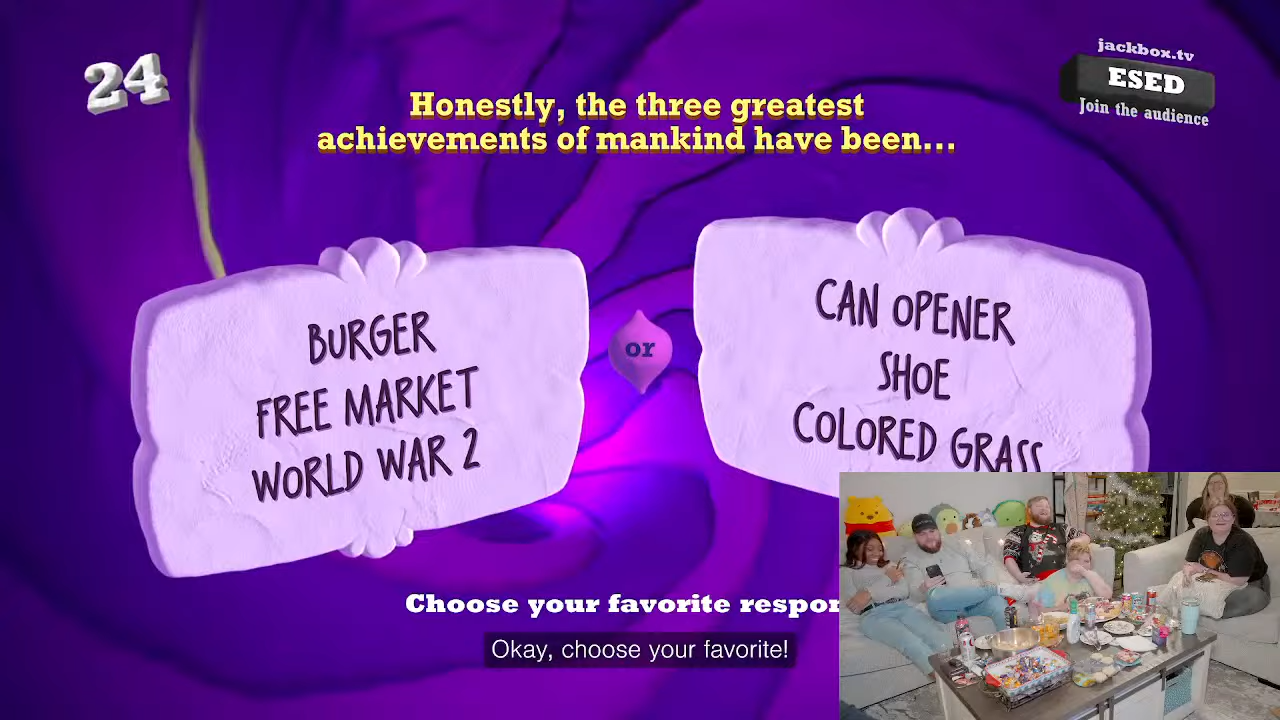 24
jackbox.tv
ESED
Join the audience
Honestly, the three greatest
achievements of mankind have been...
BURGER
FREE MARKET
WORLD WAR 2
or
CAN OPENER
SHOE
COLORED GRASS
Choose your favorite respon
Okay, choose your favorite!